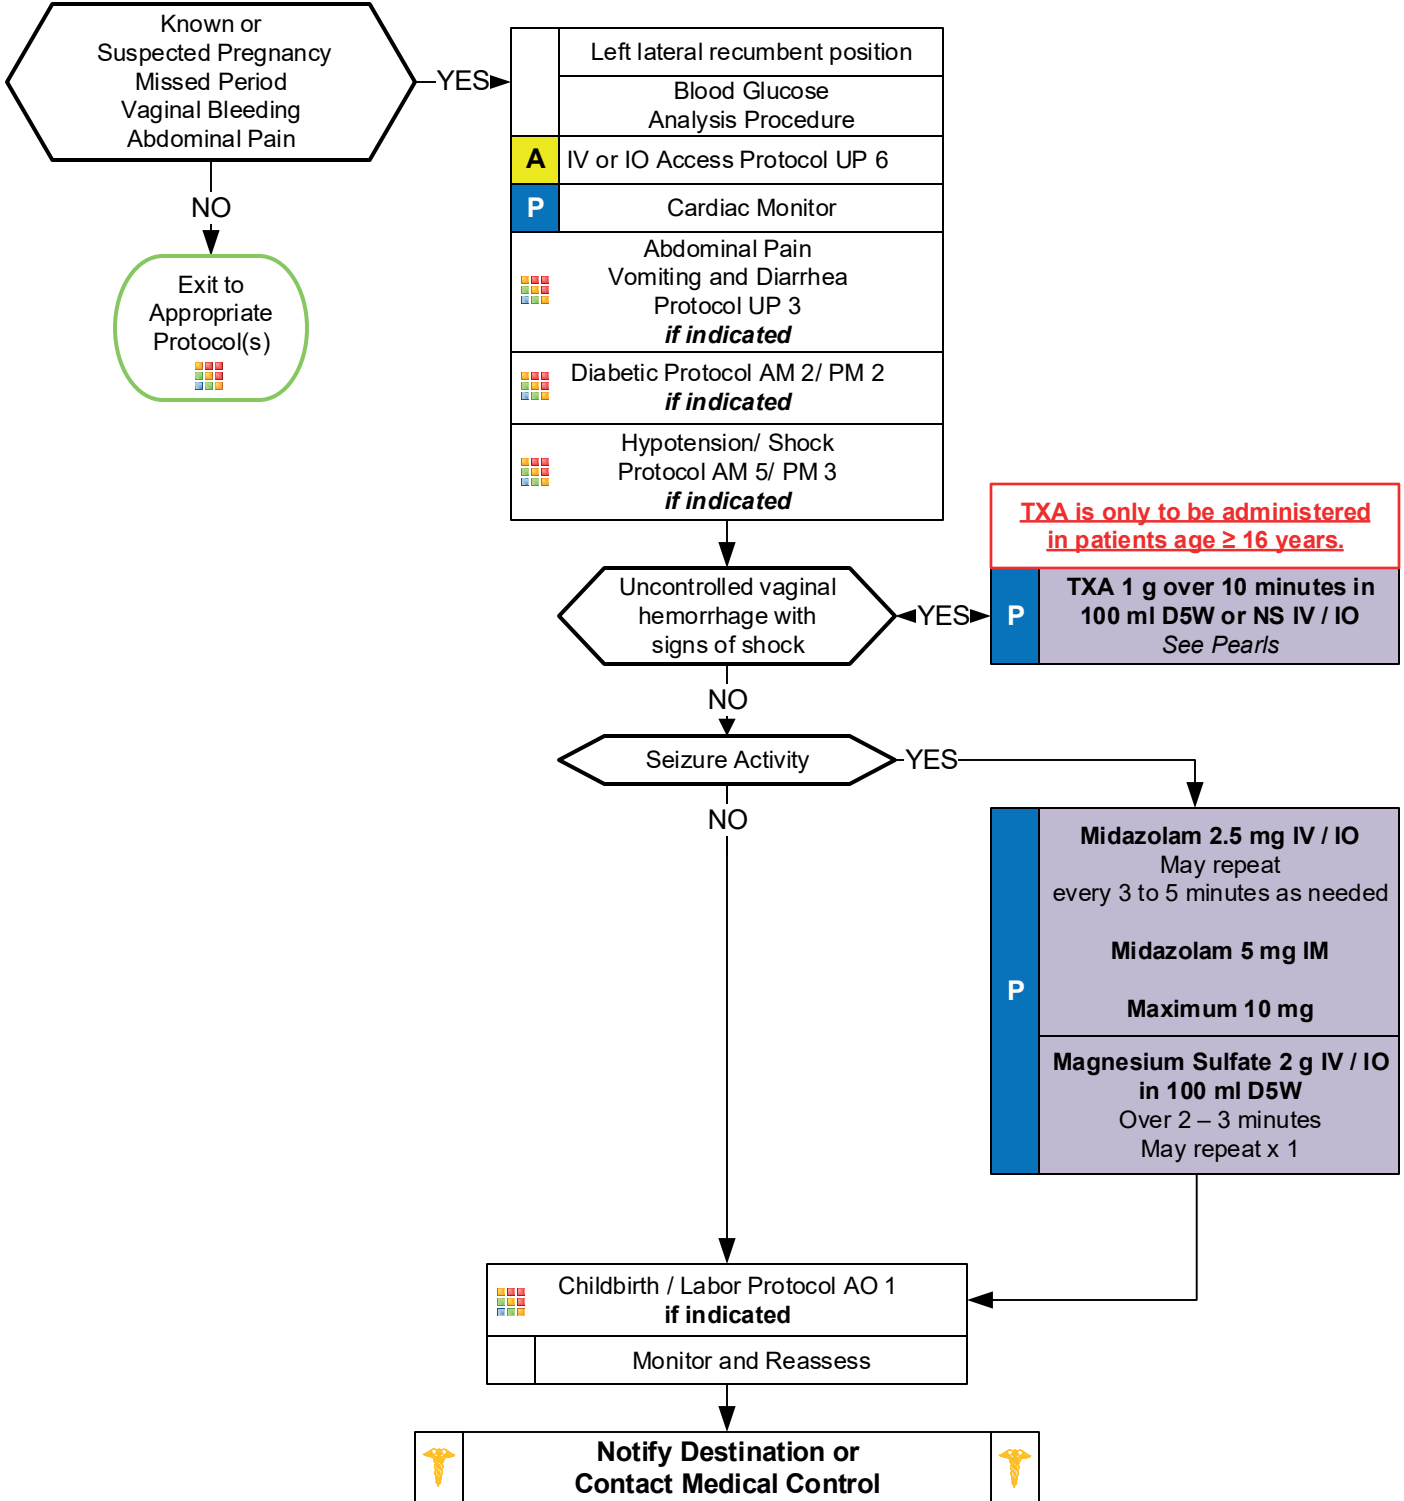 Known or
Suspected Pregnancy
Missed Period
Vaginal Bleeding
Abdominal Pain
YES
NO
Exit to
Appropriate
Protocol(s)
Left lateral recumbent position
Blood Glucose
Analysis Procedure
A
IV or IO Access Protocol UP 6
P
Cardiac Monitor
Abdominal Pain
Vomiting and Diarrhea
Protocol UP 3
if indicated
Diabetic Protocol AM 2/ PM 2
if indicated
Hypotension/ Shock
Protocol AM 5/ PM 3
if indicated
Uncontrolled vaginal
hemorrhage with
signs of shock
YES
TXA is only to be administered
in patients age ≥ 16 years.
P
TXA 1 g over 10 minutes in
100 ml D5W or NS IV / IO
See Pearls
NO
Seizure Activity
YES
NO
P
Midazolam 2.5 mg IV / IO
May repeat
every 3 to 5 minutes as needed
Midazolam 5 mg IM
Maximum 10 mg
Magnesium Sulfate 2 g IV / IO
in 100 ml D5W
Over 2 – 3 minutes
May repeat x 1
Childbirth / Labor Protocol AO 1
if indicated
Monitor and Reassess
Notify Destination or
Contact Medical Control